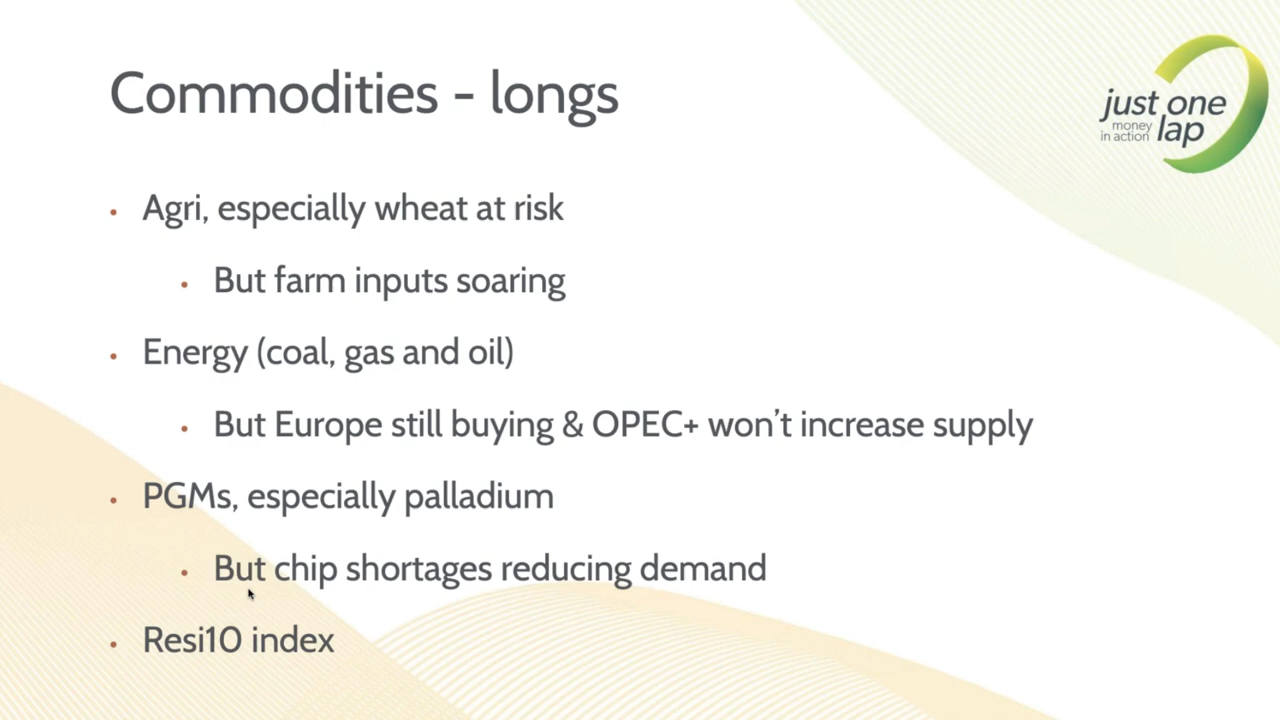 Commodities - longs
just one
money
in action lap
• Agri, especially wheat at risk
• But farm inputs soaring
• Energy (coal, gas and oil)
• But Europe still buying & OPEC+ won’t increase supply
• PGMs, especially palladium
• But chip shortages reducing demand
• Resi10 index